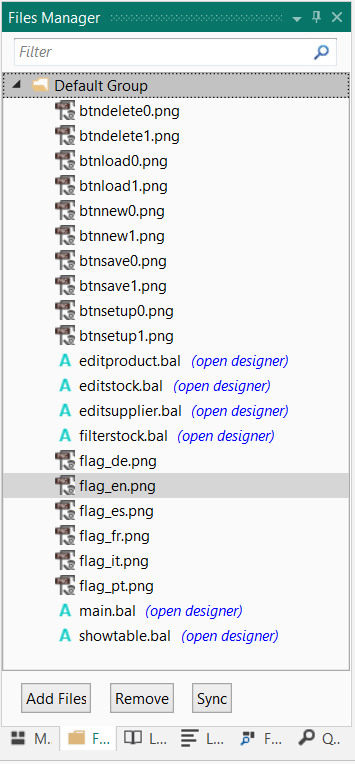 Files Manager
Filter
Default Group
btndelete0.png
btndelete1.png
btnload0.png
btnload1.png
btnnew0.png
btnnew1.png
btnsave0.png
btnsave1.png
btnsetup0.png
btnsetup1.png
A editproduct.bal (open designer)
A editstock.bal (open designer)
A editsupplier.bal (open designer)
A filterstock.bal (open designer)
flag_de.png
flag_en.png
flag_es.png
flag_fr.png
flag_it.png
flag_pt.png
A main.bal (open designer)
A showtable.bal (open designer)
Add Files Remove Sync
M... F... L... L... F... Q...